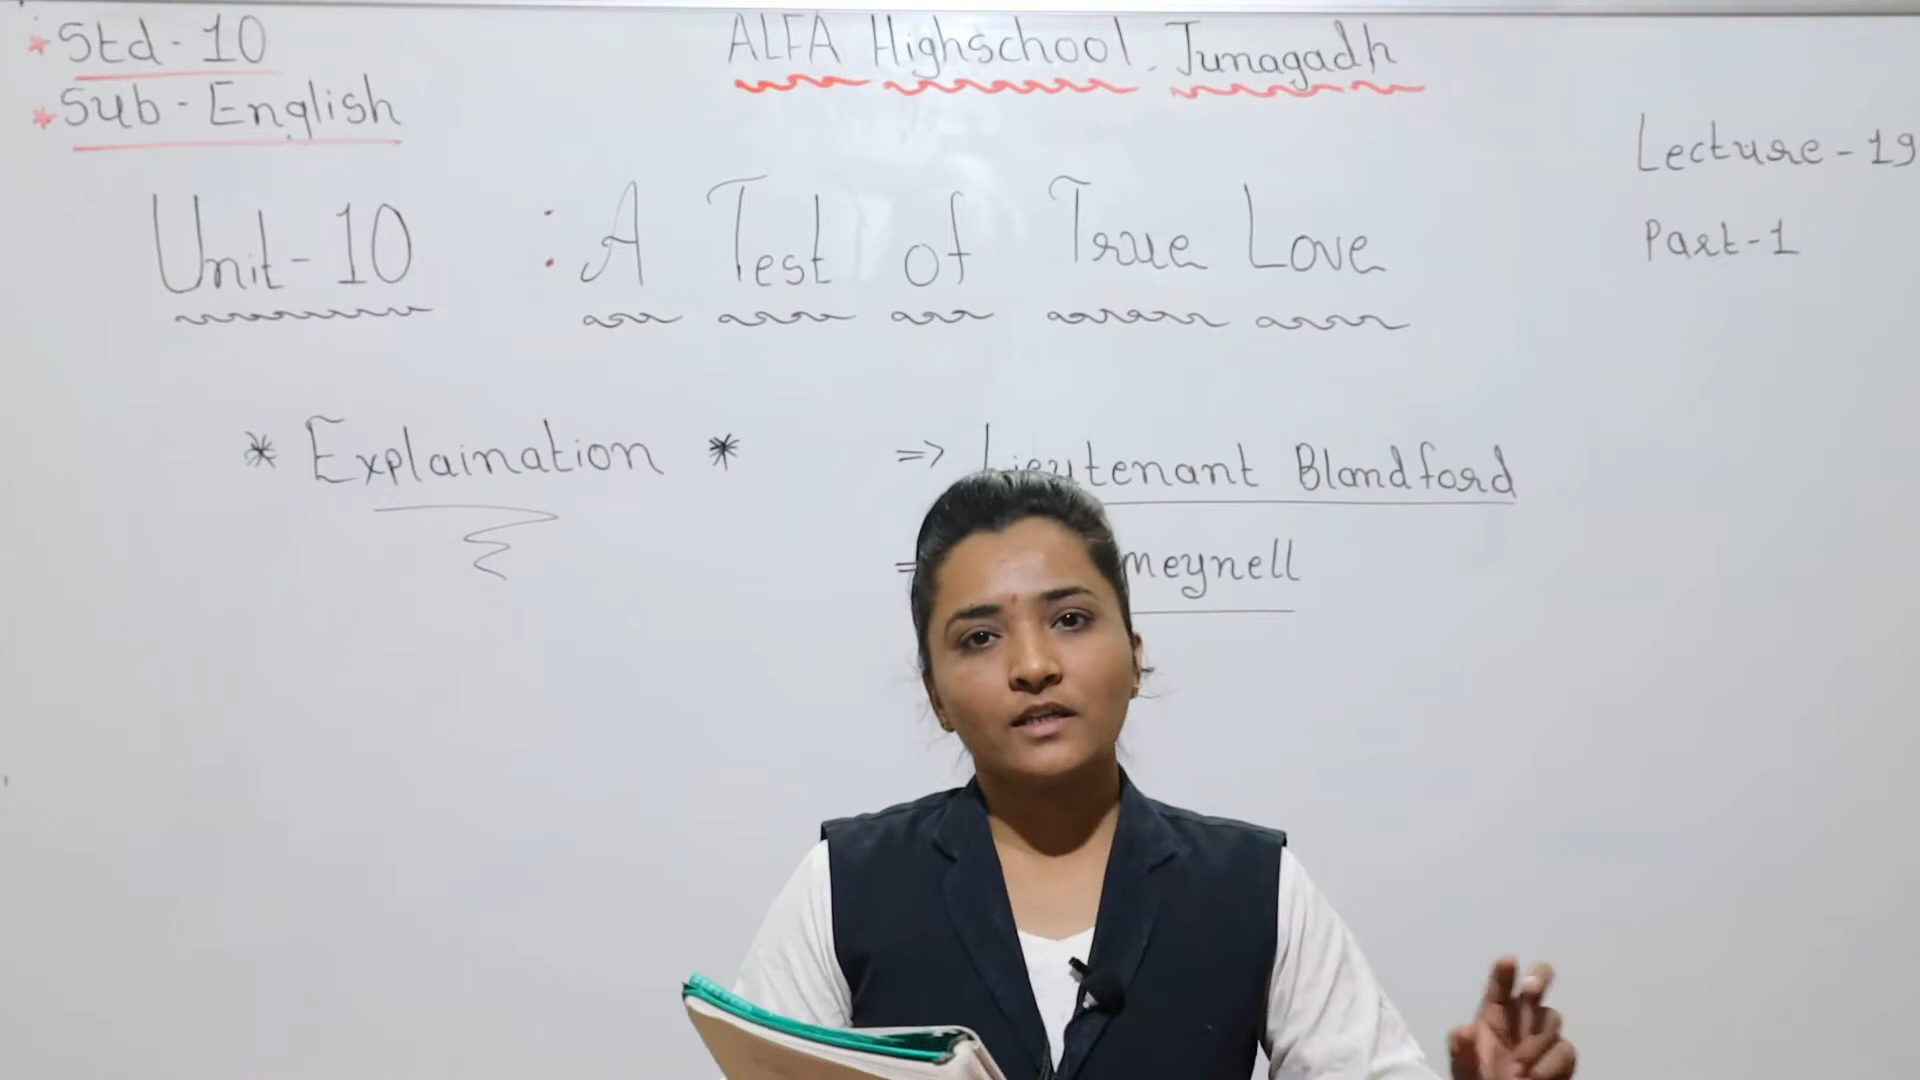 * Std - 10
* Sub - English
ALFA Highschool. Junagadh
Lecture - 19
Part - 1
Unit - 10 : A Test of True Love
* Explaination *
=> Lieutenant Blandford
meynell